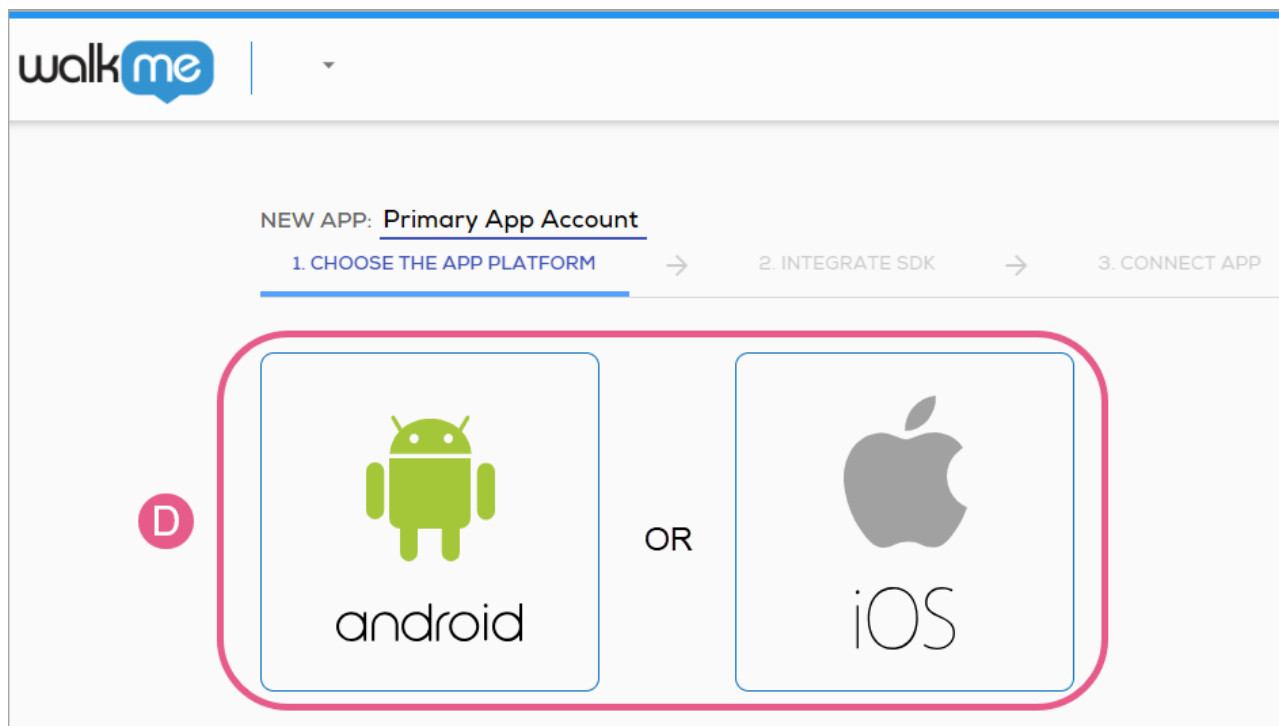 walkme
NEW APP: Primary App Account
1. CHOOSE THE APP PLATFORM → 2. INTEGRATE SDK → 3. CONNECT APP
D
OR
android
iOS